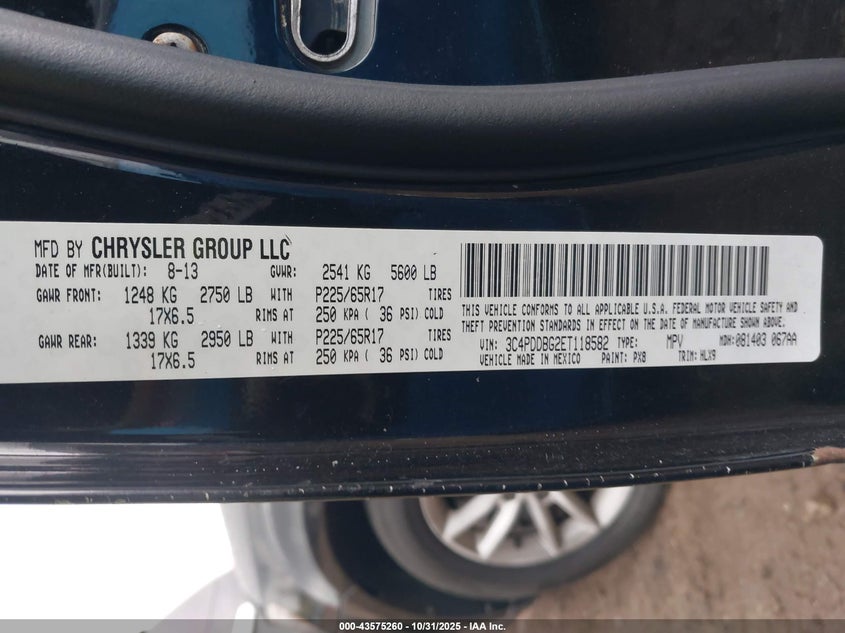 MFD BY CHRYSLER GROUP LLC
DATE OF MFR(BUILT): 8-13 GVWR: 2541 KG 5600 LB
GAWR FRONT: 1248 KG 2750 LB WITH P225/65R17 TIRES
17X6.5 RIMS AT 250 KPA ( 36 PSI) COLD
GAWR REAR: 1339 KG 2950 LB WITH P225/65R17 TIRES
17X6.5 RIMS AT 250 KPA ( 36 PSI) COLD
THIS VEHICLE CONFORMS TO ALL APPLICABLE U.S.A. FEDERAL MOTOR VEHICLE SAFETY AND
THEFT PREVENTION STANDARDS IN EFFECT ON THE DATE OF MANUFACTURE SHOWN ABOVE.
VIN: 3C4PDDBG2ET118582 TYPE: MPV MDH: 081403 067AA
VEHICLE MADE IN MEXICO PAINT: PX8 TRIM: HLX9
000-43575260 - 10/31/2025 - IAA Inc.